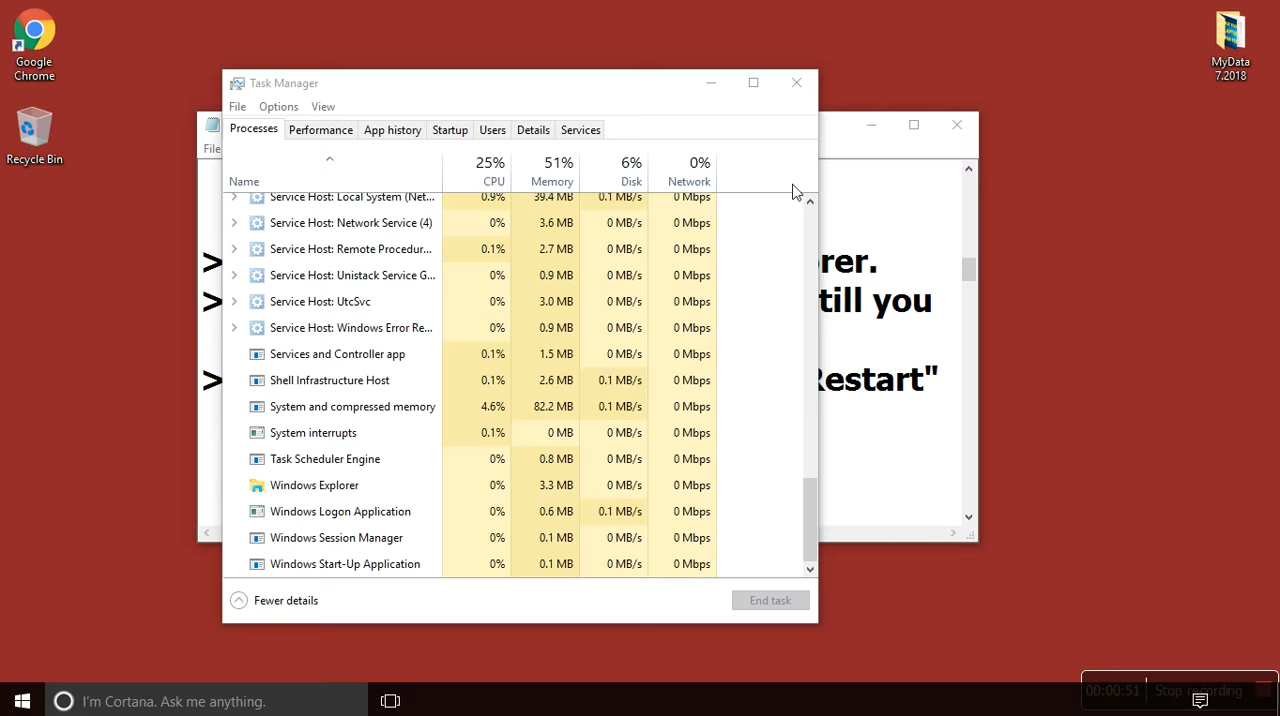 Google
Chrome
Recycle Bin
MyData
7.2018
Task Manager
File Options View
Processes Performance App history Startup Users Details Services
25% 51% 6% 0%
Name CPU Memory Disk Network
Service Host: Local System (Net... 0.9% 39.4 MB 0.1 MB/s 0 Mbps
Service Host: Network Service (4) 0% 3.6 MB 0 MB/s 0 Mbps
Service Host: Remote Procedur... 0.1% 2.7 MB 0 MB/s 0 Mbps
Service Host: Unistack Service G... 0% 0.9 MB 0 MB/s 0 Mbps
Service Host: UtcSvc 0% 3.0 MB 0 MB/s 0 Mbps
Service Host: Windows Error Re... 0% 0.9 MB 0 MB/s 0 Mbps
Services and Controller app 0.1% 1.5 MB 0 MB/s 0 Mbps
Shell Infrastructure Host 0.1% 2.6 MB 0.1 MB/s 0 Mbps
System and compressed memory 4.6% 82.2 MB 0.1 MB/s 0 Mbps
System interrupts 0.1% 0 MB 0 MB/s 0 Mbps
Task Scheduler Engine 0% 0.8 MB 0 MB/s 0 Mbps
Windows Explorer 0% 3.3 MB 0 MB/s 0 Mbps
Windows Logon Application 0% 0.6 MB 0.1 MB/s 0 Mbps
Windows Session Manager 0% 0.1 MB 0 MB/s 0 Mbps
Windows Start-Up Application 0% 0.1 MB 0 MB/s 0 Mbps
Fewer details End task
File
> rer.
> till you
> Restart"
I'm Cortana. Ask me anything.
00:00:51 Stop recording